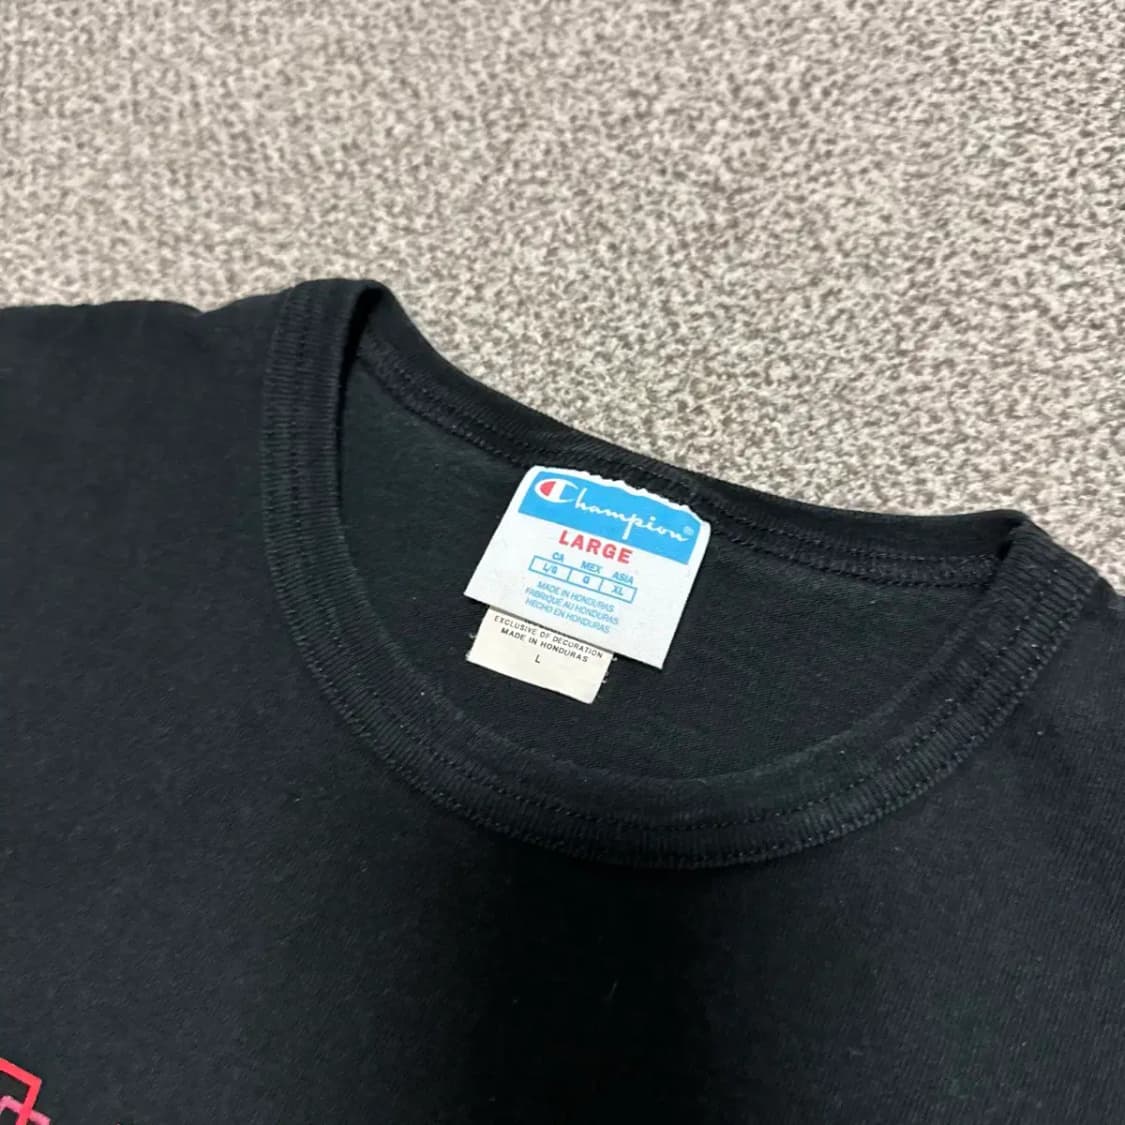 Champion®
LARGE
CA MEX ASIA
L/G G XL
MADE IN HONDURAS
FABRIQUÉ AU HONDURAS
HECHO EN HONDURAS
EXCLUSIVE OF DECORATION
MADE IN HONDURAS
L